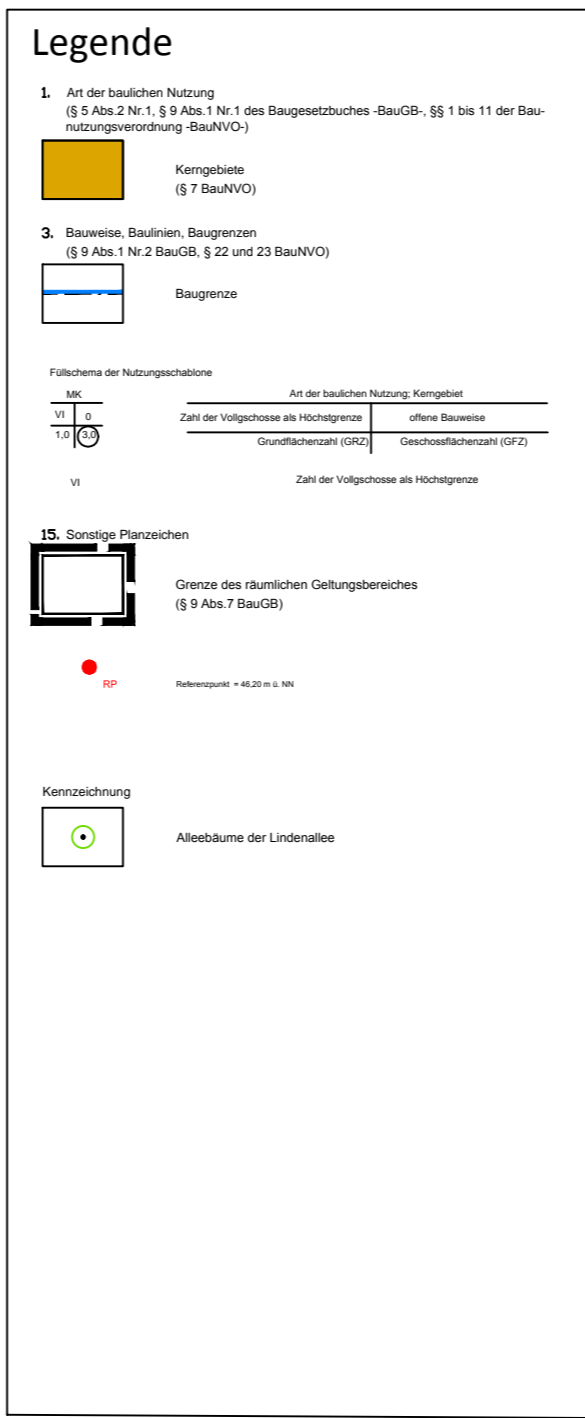 Legende
1. Art der baulichen Nutzung
(§ 5 Abs.2 Nr.1, § 9 Abs.1 Nr.1 des Baugesetzbuches -BauGB-, §§ 1 bis 11 der Bau-
nutzungsverordnung -BauNVO-)
Kerngebiete
(§ 7 BauNVO)
3. Bauweise, Baulinien, Baugrenzen
(§ 9 Abs.1 Nr.2 BauGB, § 22 und 23 BauNVO)
Baugrenze
Füllschema der Nutzungsschablone
MK Art der baulichen Nutzung; Kerngebiet
VI 0 Zahl der Vollgschosse als Höchstgrenze offene Bauweise
1,0 3,0 Grundflächenzahl (GRZ) Geschossflächenzahl (GFZ)
VI Zahl der Vollgschosse als Höchstgrenze
15. Sonstige Planzeichen
Grenze des räumlichen Geltungsbereiches
(§ 9 Abs.7 BauGB)
RP Referenzpunkt = 46,20 m ü. NN
Kennzeichnung
Alleebäume der Lindenallee